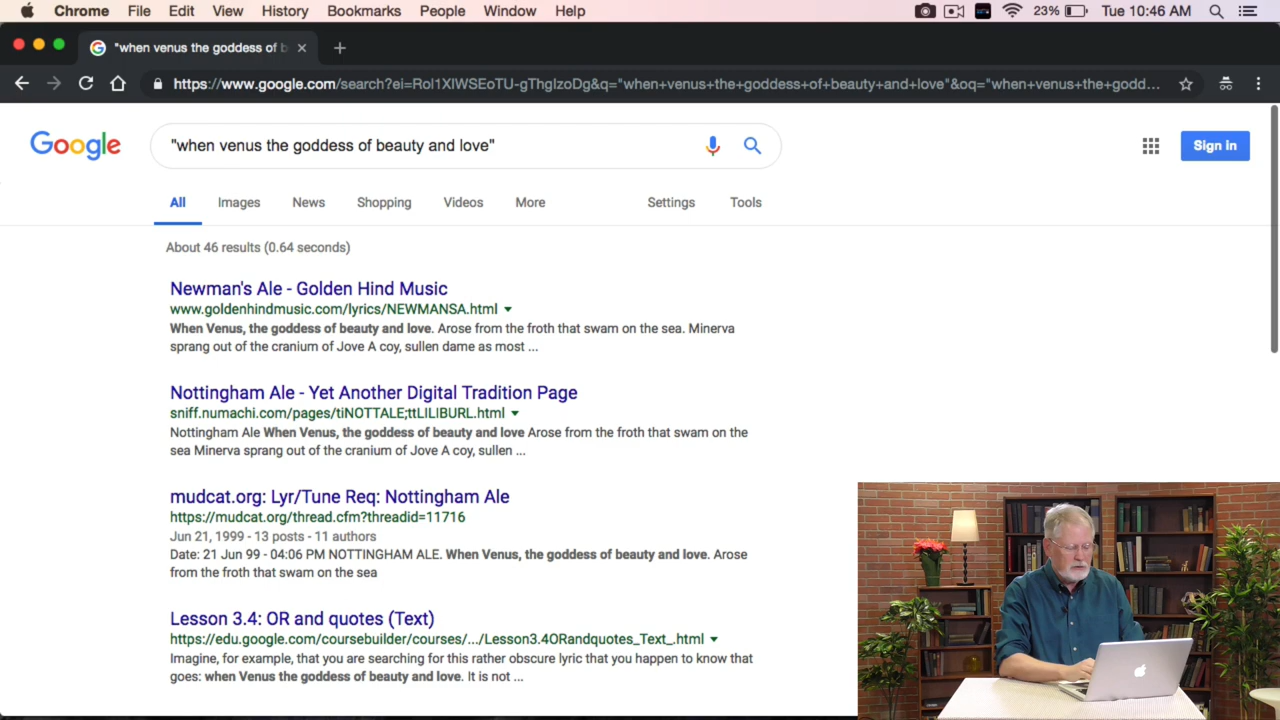 Chrome File Edit View History Bookmarks People Window Help 23% Tue 10:46 AM
"when venus the goddess of b
https://www.google.com/search?ei=Rol1XIWSEoTU-gThgIzoDg&q="when+venus+the+goddess+of+beauty+and+love"&oq="when+venus+the+godd...
Google
"when venus the goddess of beauty and love"
Sign in
All Images News Shopping Videos More Settings Tools
About 46 results (0.64 seconds)
Newman's Ale - Golden Hind Music
www.goldenhindmusic.com/lyrics/NEWMANSA.html
When Venus, the goddess of beauty and love. Arose from the froth that swam on the sea. Minerva
sprang out of the cranium of Jove A coy, sullen dame as most ...
Nottingham Ale - Yet Another Digital Tradition Page
sniff.numachi.com/pages/tiNOTTALE;ttLILIBURL.html
Nottingham Ale When Venus, the goddess of beauty and love Arose from the froth that swam on the
sea Minerva sprang out of the cranium of Jove A coy, sullen ...
mudcat.org: Lyr/Tune Req: Nottingham Ale
https://mudcat.org/thread.cfm?threadid=11716
Jun 21, 1999 - 13 posts - 11 authors
Date: 21 Jun 99 - 04:06 PM NOTTINGHAM ALE. When Venus, the goddess of beauty and love. Arose
from the froth that swam on the sea
Lesson 3.4: OR and quotes (Text)
https://edu.google.com/coursebuilder/courses/.../Lesson3.4ORandquotes_Text_.html
Imagine, for example, that you are searching for this rather obscure lyric that you happen to know that
goes: when Venus the goddess of beauty and love. It is not ...